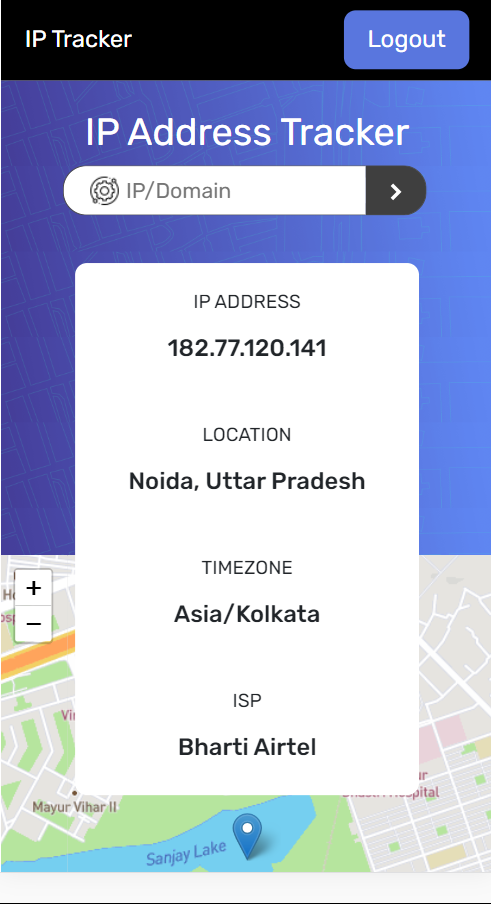 IP Tracker
Logout
IP Address Tracker
IP/Domain
IP ADDRESS
182.77.120.141
LOCATION
Noida, Uttar Pradesh
TIMEZONE
Asia/Kolkata
ISP
Bharti Airtel
+
−
Mayur Vihar II
Hospital
Sanjay Lake